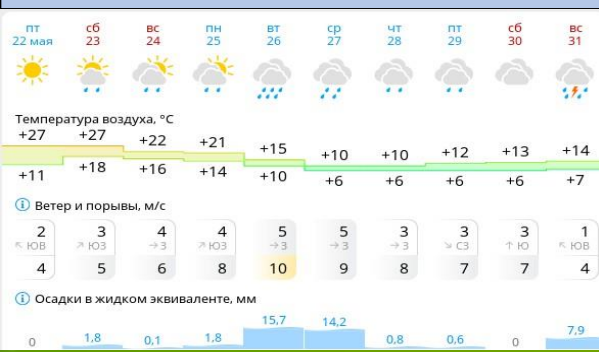 пт сб вс пн вт ср чт пт сб вс
22 мая 23 24 25 26 27 28 29 30 31
Температура воздуха, °C
+27 +27 +22 +21 +15 +10 +10 +12 +13 +14
+11 +18 +16 +14 +10 +6 +6 +6 +6 +7
Ветер и порывы, м/с
2 3 4 4 5 5 3 3 3 1
↖ ЮВ ↗ ЮЗ → З ↗ ЮЗ → З → З → З ↘ СЗ ↑ Ю ↖ ЮВ
4 5 6 8 10 9 8 7 7 4
Осадки в жидком эквиваленте, мм
0 1,8 0,1 1,8 15,7 14,2 0,8 0,6 0 7,9